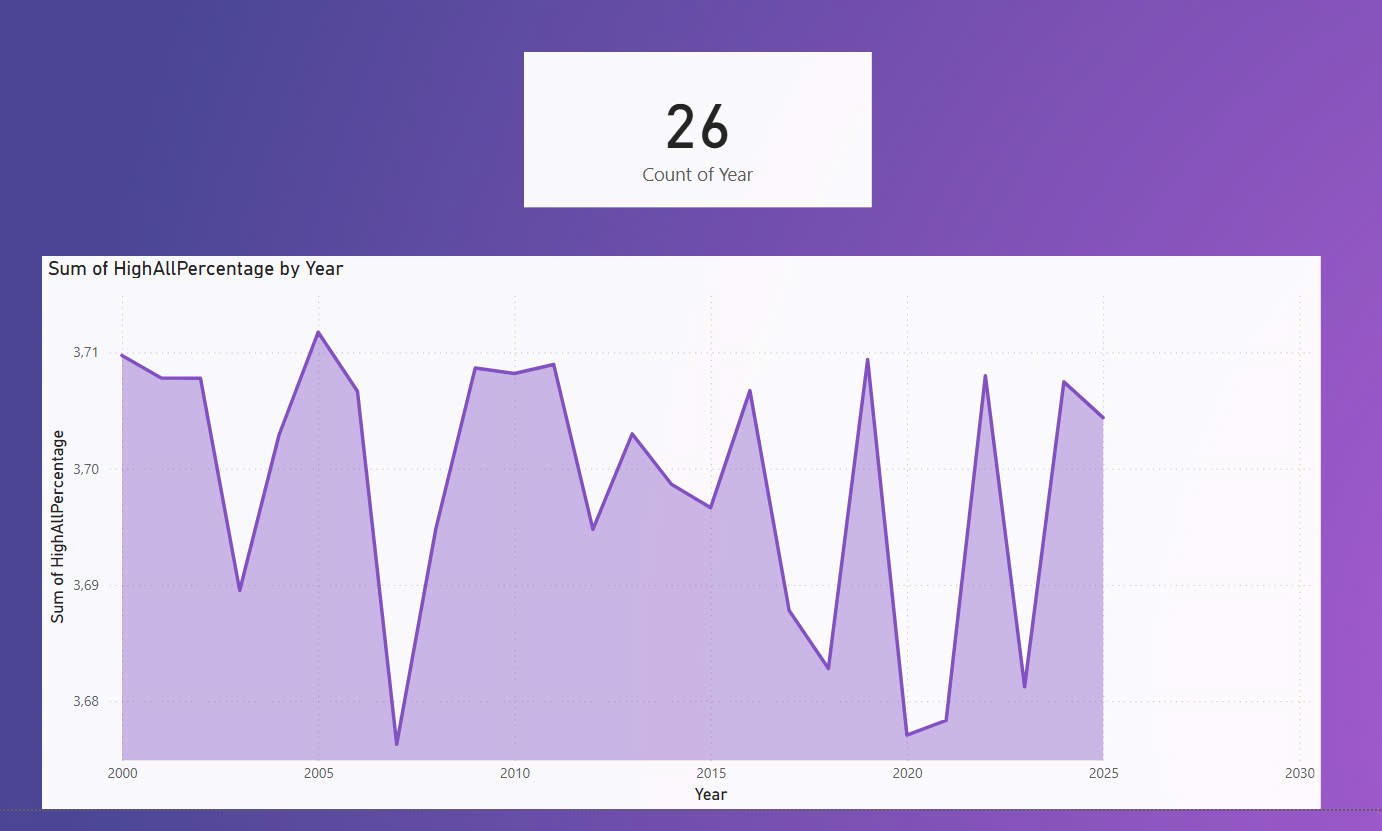 26
Count of Year
Sum of HighAllPercentage by Year
Sum of HighAllPercentage
3,71
3,70
3,69
3,68
2000 2005 2010 2015 2020 2025 2030
Year